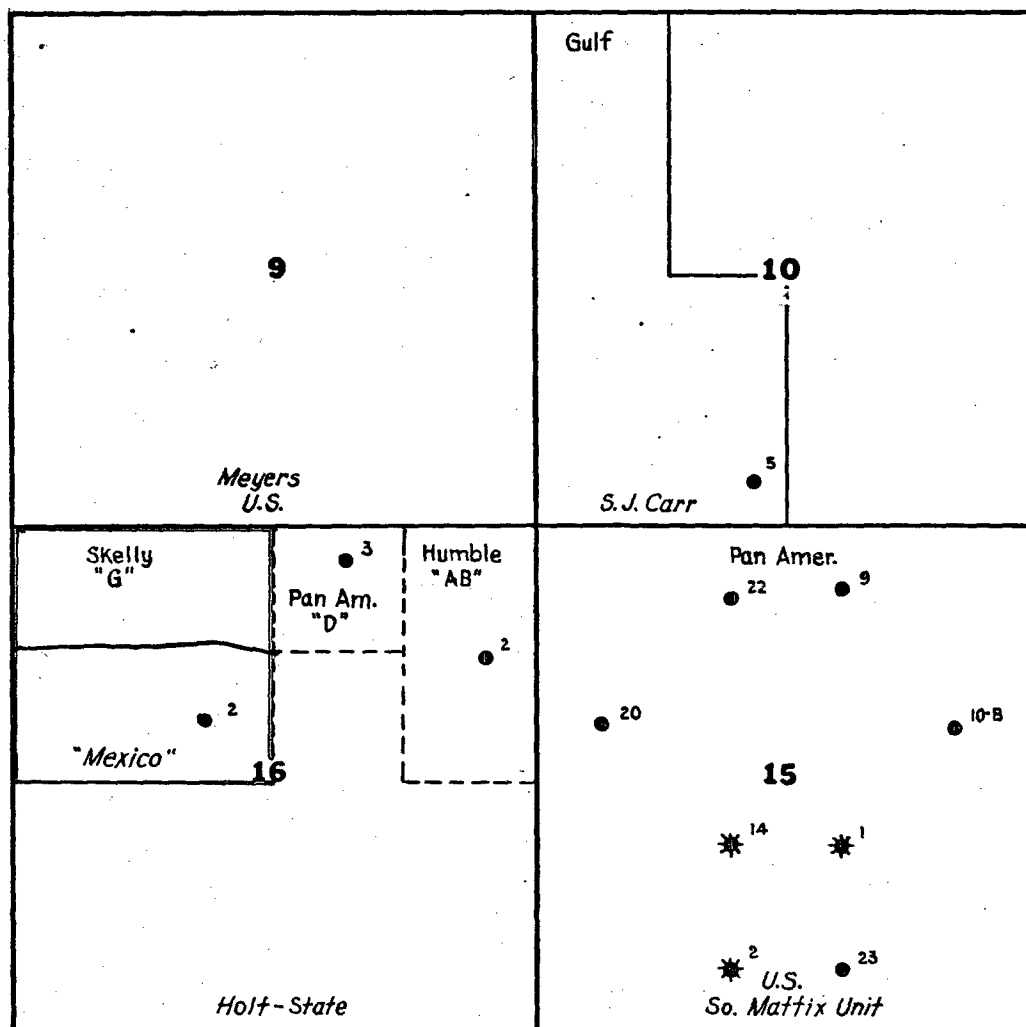 Gulf
9
10
Meyers
U.S.
5
S.J. Carr
Skelly
"G"
3
Pan Am.
"D"
Humble
"AB"
2
2
"Mexico"
16
Holt-State
Pan Amer.
22
9
20
10-B
15
14
1
2
23
U.S.
So. Mattix Unit